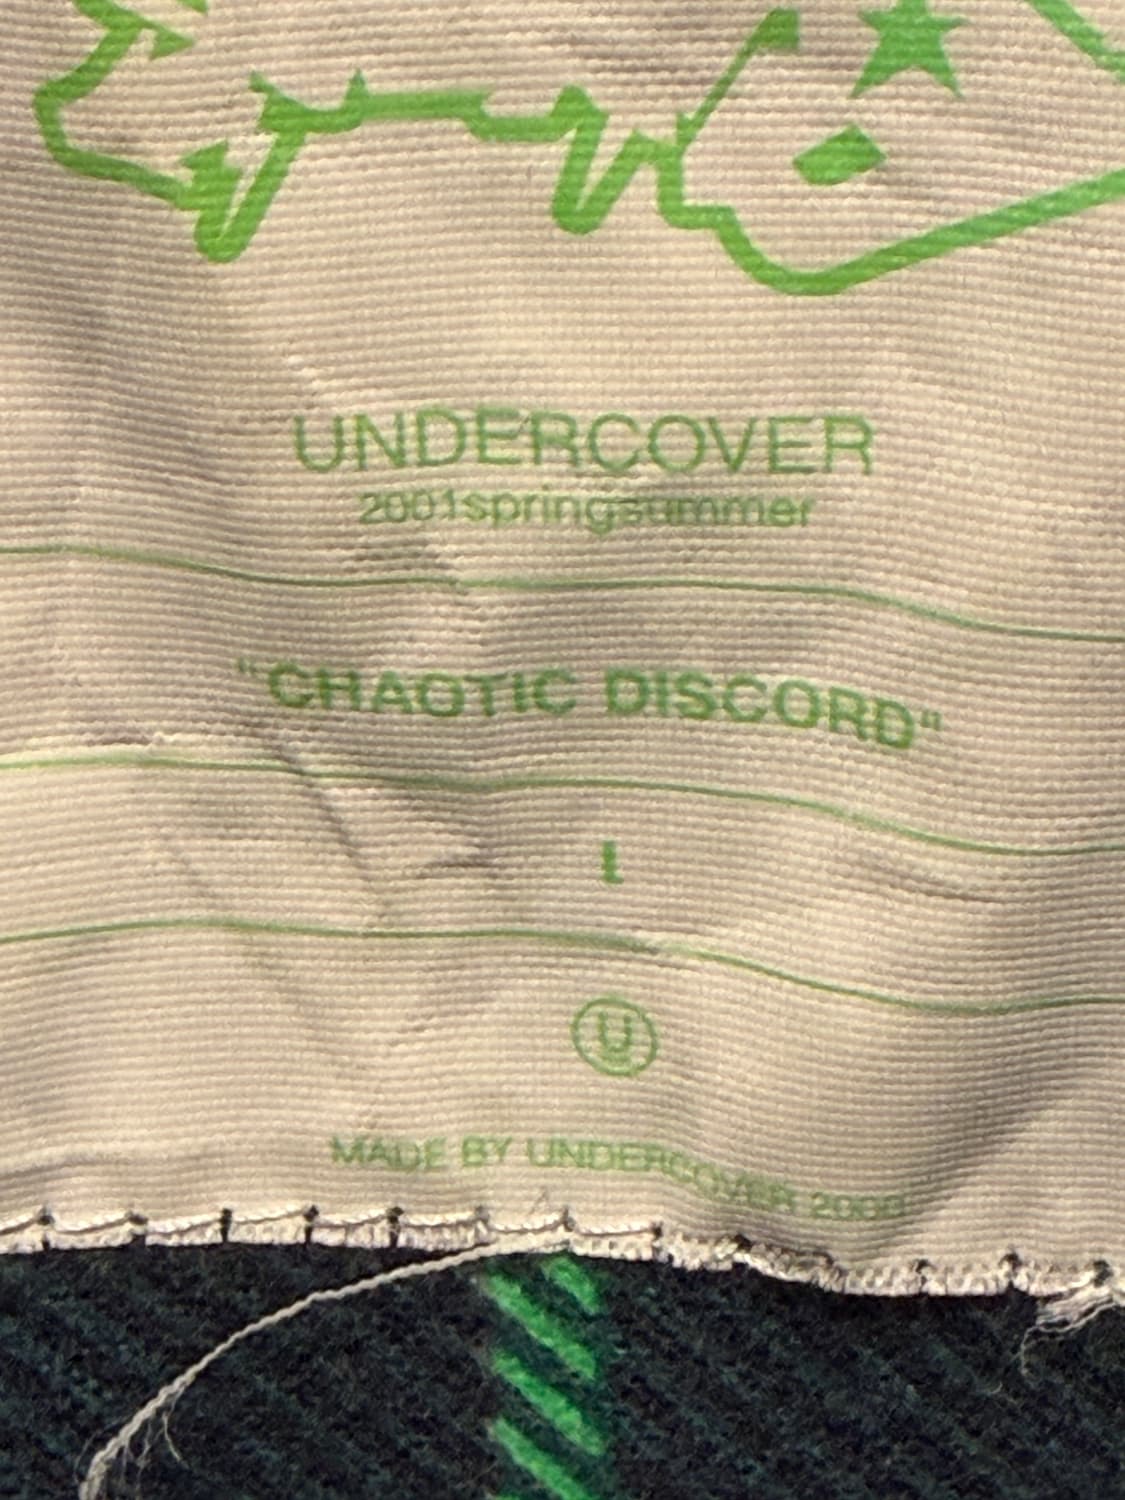 UNDERCOVER
2001springsummer
"CHAOTIC DISCORD"
L
U
MADE BY UNDERCOVER 2000